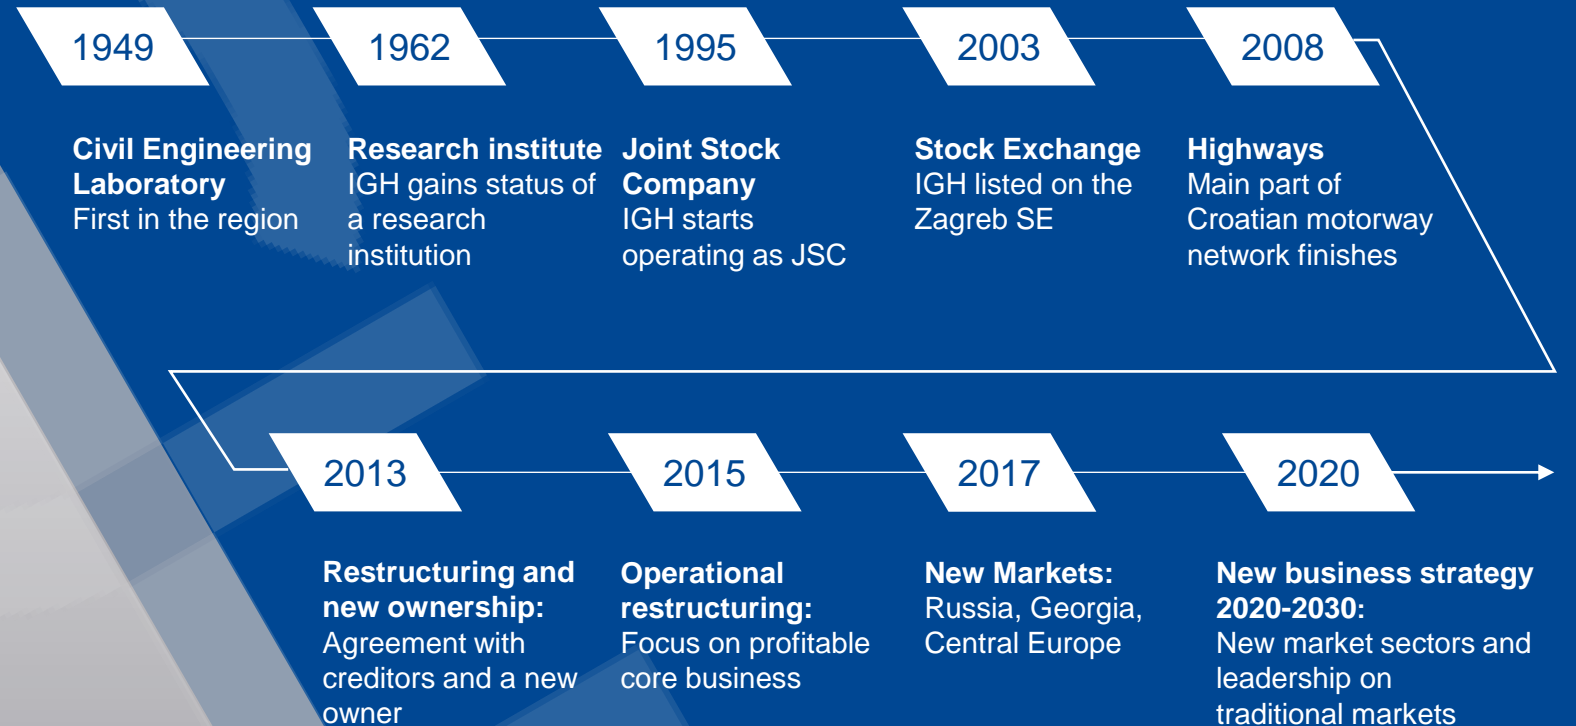 1949
1962
1995
2003
2008
Civil Engineering
Laboratory
First in the region
Research institute
IGH gains status of
a research
institution
Joint Stock
Company
IGH starts
operating as JSC
Stock Exchange
IGH listed on the
Zagreb SE
Highways
Main part of
Croatian motorway
network finishes
2013
2015
2017
2020
Restructuring and
new ownership:
Agreement with
creditors and a new
owner
Operational
restructuring:
Focus on profitable
core business
New Markets:
Russia, Georgia,
Central Europe
New business strategy
2020-2030:
New market sectors and
leadership on
traditional markets